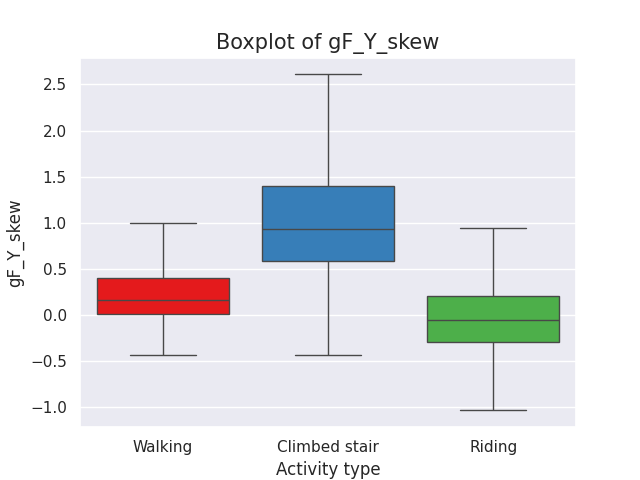 Boxplot of gF_Y_skew
gF_Y_skew
2.5
2.0
1.5
1.0
0.5
0.0
−0.5
−1.0
Walking
Climbed stair
Riding
Activity type